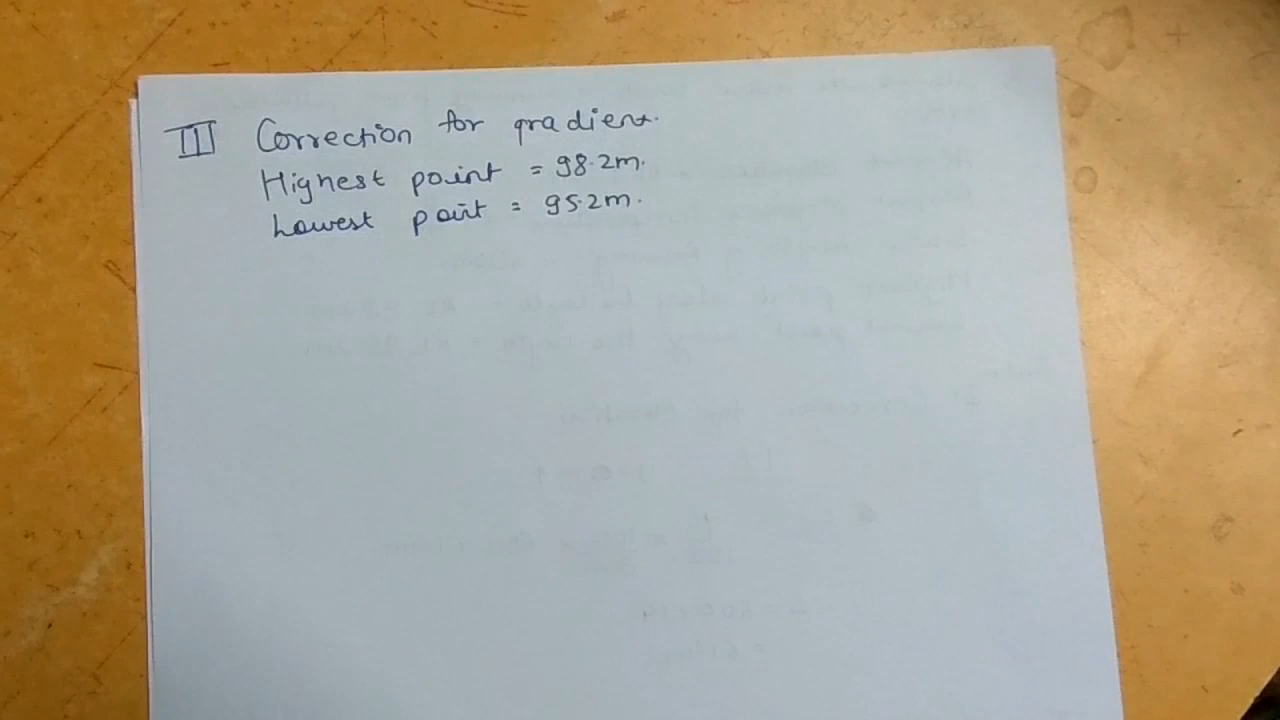 III Correction for gradient.
Highest point = 98.2m.
Lowest point = 95.2m.